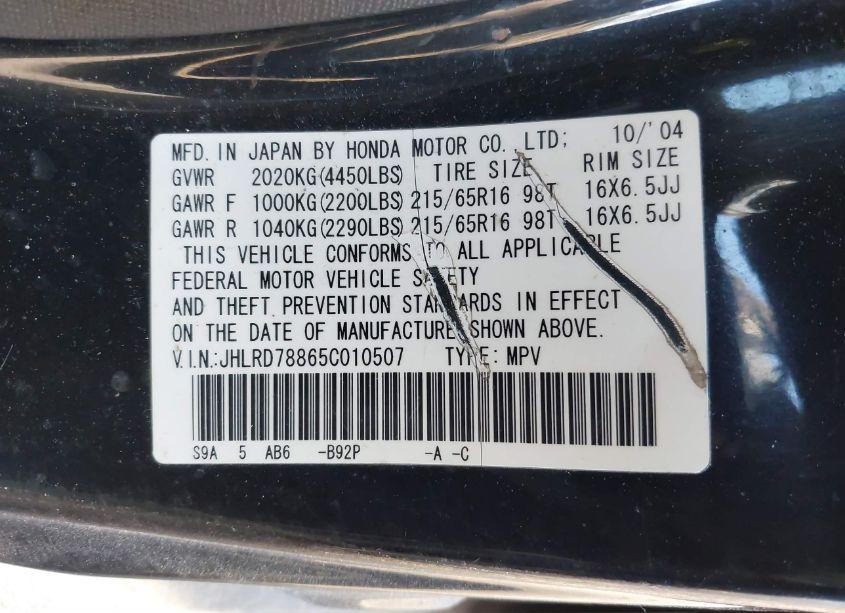 MFD. IN JAPAN BY HONDA MOTOR CO. LTD; 10/'04
GVWR 2020KG(4450LBS) TIRE SIZE RIM SIZE
GAWR F 1000KG(2200LBS) 215/65R16 98T 16X6.5JJ
GAWR R 1040KG(2290LBS) 215/65R16 98T 16X6.5JJ
THIS VEHICLE CONFORMS TO ALL APPLICABLE
FEDERAL MOTOR VEHICLE SAFETY
AND THEFT PREVENTION STANDARDS IN EFFECT
ON THE DATE OF MANUFACTURE SHOWN ABOVE.
V.I.N.:JHLRD78865C010507 TYPE: MPV
S9A 5 AB6 -B92P -A -C